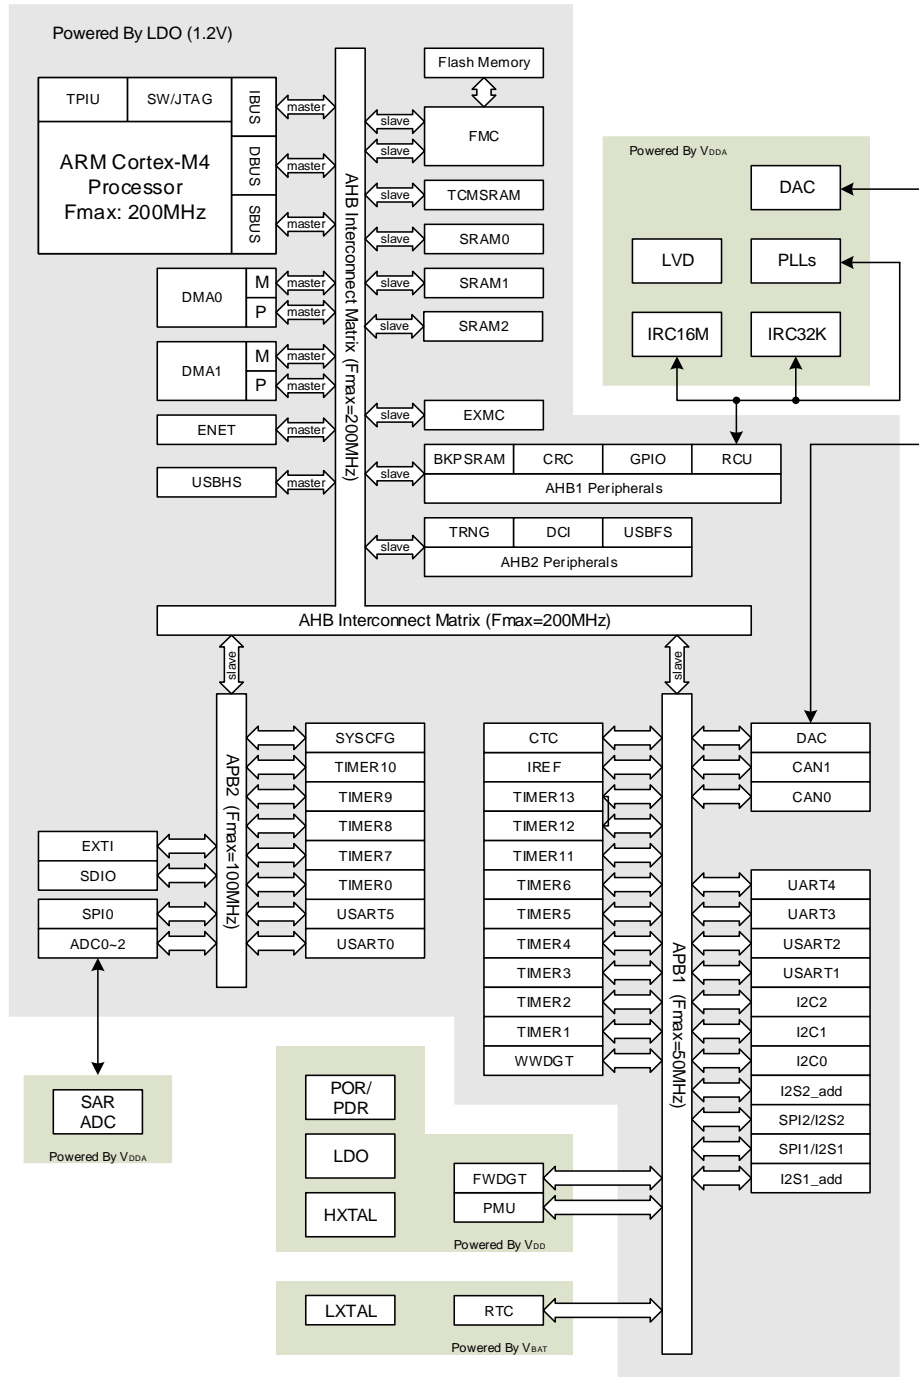 Powered By LDO (1.2V)
TPIU
SW/JTAG
IBUS
DBUS
SBUS
ARM Cortex-M4
Processor
Fmax: 200MHz
master
master
master
DMA0
M
P
master
master
DMA1
M
P
master
master
ENET
master
USBHS
master
AHB Interconnect Matrix (Fmax=200MHz)
Flash Memory
slave
slave
FMC
slave
TCMSRAM
slave
SRAM0
slave
SRAM1
slave
SRAM2
slave
EXMC
slave
BKPSRAM
CRC
GPIO
RCU
AHB1 Peripherals
slave
TRNG
DCI
USBFS
AHB2 Peripherals
Powered By VDDA
DAC
LVD
PLLs
IRC16M
IRC32K
AHB Interconnect Matrix (Fmax=200MHz)
slave
slave
APB2 (Fmax=100MHz)
SYSCFG
TIMER10
TIMER9
TIMER8
TIMER7
TIMER0
USART5
USART0
EXTI
SDIO
SPI0
ADC0~2
SAR
ADC
Powered By VDDA
CTC
IREF
TIMER13
TIMER12
TIMER11
TIMER6
TIMER5
TIMER4
TIMER3
TIMER2
TIMER1
WWDGT
APB1 (Fmax=50MHz)
DAC
CAN1
CAN0
UART4
UART3
USART2
USART1
I2C2
I2C1
I2C0
I2S2_add
SPI2/I2S2
SPI1/I2S1
I2S1_add
POR/
PDR
LDO
HXTAL
FWDGT
PMU
Powered By VDD
LXTAL
RTC
Powered By VBAT